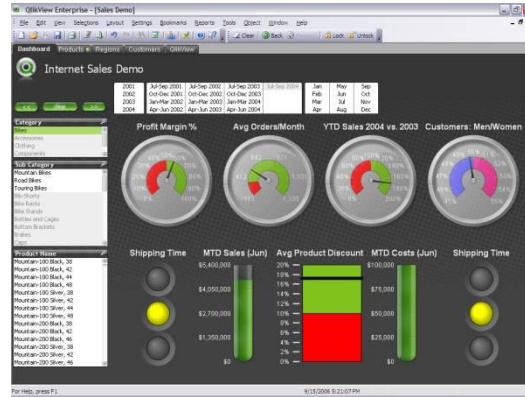 QlikView Enterprise - [Sales Demo]
File Edit View Selections Layout Settings Bookmarks Reports Tools Object Window Help
Clear Back Lock Unlock
Dashboard Products Regions Customers QlikView
Internet Sales Demo
2001 Jul-Sep 2001 Jul-Sep 2002 Jul-Sep 2003 Jul-Sep 2004 Jan May Sep
2002 Oct-Dec 2001 Oct-Dec 2002 Oct-Dec 2003 Feb Jun Oct
2003 Jan-Mar 2002 Jan-Mar 2003 Jan-Mar 2004 Mar Jul Nov
2004 Apr-Jun 2002 Apr-Jun 2003 Apr-Jun 2004 Apr Aug Dec
<< clear >>
Category
Bikes
Accessories
Clothing
Components
Sub Category
Mountain Bikes
Road Bikes
Touring Bikes
Bib-Shorts
Bike Racks
Bike Stands
Bottles and Cages
Bottom Brackets
Brakes
Caps
Product Name
Mountain-100 Black, 38
Mountain-100 Black, 42
Mountain-100 Black, 44
Mountain-100 Black, 48
Mountain-100 Silver, 38
Mountain-100 Silver, 42
Mountain-100 Silver, 44
Mountain-100 Silver, 48
Mountain-200 Black, 38
Mountain-200 Black, 42
Mountain-200 Black, 46
Mountain-200 Silver, 38
Mountain-200 Silver, 42
Mountain-200 Silver, 46
Profit Margin % Avg Orders/Month YTD Sales 2004 vs. 2003 Customers: Men/Women
Shipping Time MTD Sales (Jun) Avg Product Discount MTD Costs (Jun) Shipping Time
$5,400,000
$4,050,000
$2,700,000
$1,350,000
$0
20%
18%
16%
14%
12%
10%
8%
6%
4%
2%
0%
$100,000
$75,000
$50,000
$25,000
$0
For Help, press F1 9/15/2006 5:21:07 PM